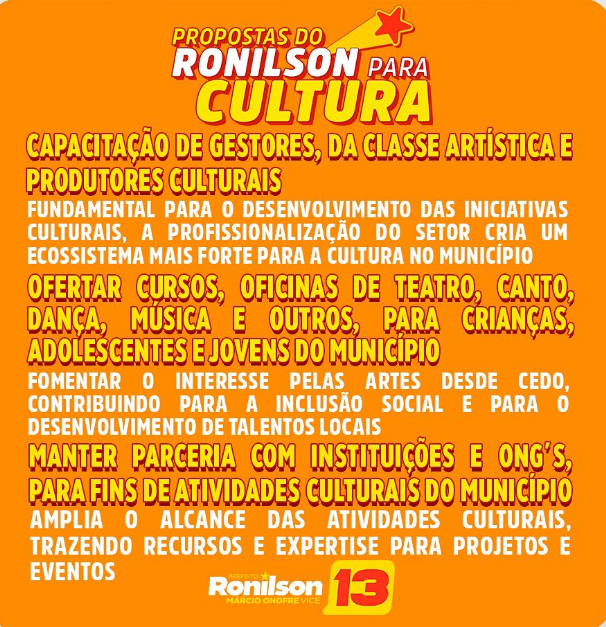 PROPOSTAS DO
RONILSON PARA
CULTURA
CAPACITAÇÃO DE GESTORES, DA CLASSE ARTÍSTICA E
PRODUTORES CULTURAIS
FUNDAMENTAL PARA O DESENVOLVIMENTO DAS INICIATIVAS
CULTURAIS, A PROFISSIONALIZAÇÃO DO SETOR CRIA UM
ECOSSISTEMA MAIS FORTE PARA A CULTURA NO MUNICÍPIO
OFERTAR CURSOS, OFICINAS DE TEATRO, CANTO,
DANÇA, MÚSICA E OUTROS, PARA CRIANÇAS,
ADOLESCENTES E JOVENS DO MUNICÍPIO
FOMENTAR O INTERESSE PELAS ARTES DESDE CEDO,
CONTRIBUINDO PARA A INCLUSÃO SOCIAL E PARA O
DESENVOLVIMENTO DE TALENTOS LOCAIS
MANTER PARCERIA COM INSTITUIÇÕES E ONG'S,
PARA FINS DE ATIVIDADES CULTURAIS DO MUNICÍPIO
AMPLIA O ALCANCE DAS ATIVIDADES CULTURAIS,
TRAZENDO RECURSOS E EXPERTISE PARA PROJETOS E
EVENTOS
PREFEITO
Ronilson 13
MÁRCIO ONOFRE VICE